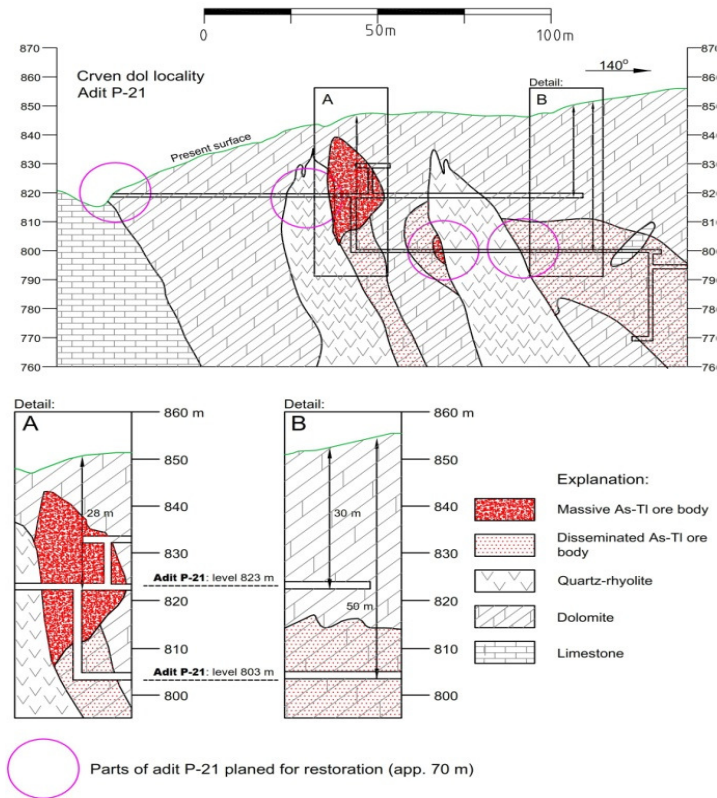 0
50m
100m
870
860
850
840
830
820
810
800
790
780
770
760
Crven dol locality
Adit P-21
Present surface
A
Detail:
B
140°
870
860
850
840
830
820
810
800
790
780
770
760
Detail:
A
28 m
860 m
850
840
830
820
810
800
Adit P-21: level 823 m
Adit P-21: level 803 m
Detail:
B
30 m
50 m
860 m
850
840
830
820
810
800
Explanation:
Massive As-Tl ore body
Disseminated As-Tl ore
body
Quartz-rhyolite
Dolomite
Limestone
Parts of adit P-21 planed for restoration (app. 70 m)